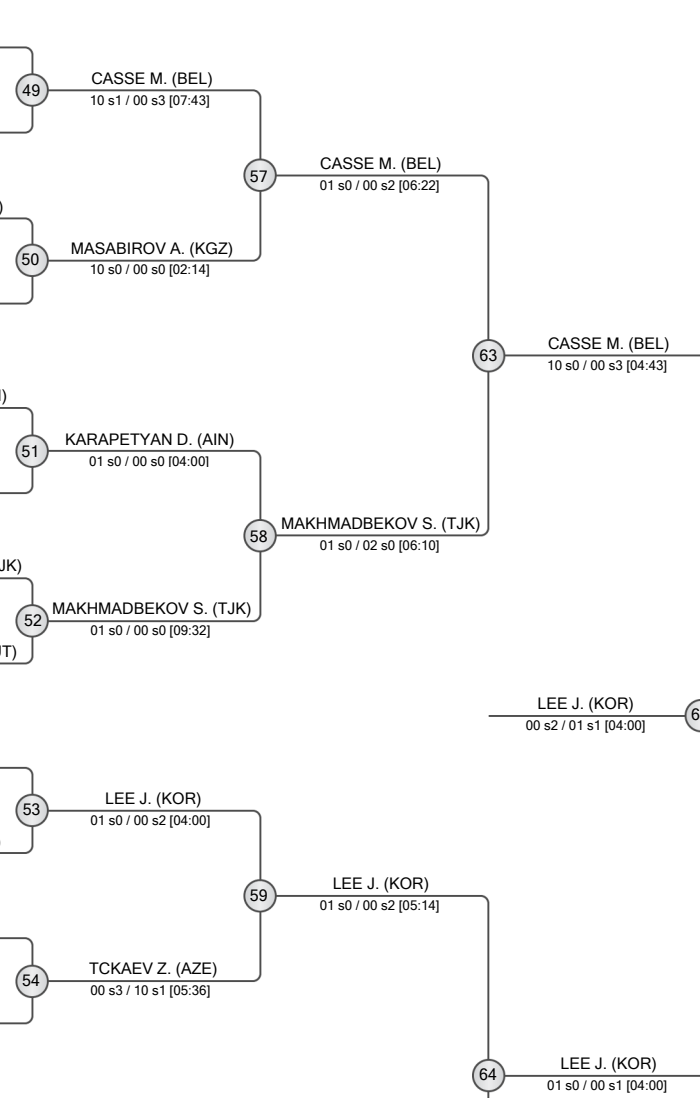 49
CASSE M. (BEL)
10 s1 / 00 s3 [07:43]
57
CASSE M. (BEL)
01 s0 / 00 s2 [06:22]
)
50
MASABIROV A. (KGZ)
10 s0 / 00 s0 [02:14]
63
CASSE M. (BEL)
10 s0 / 00 s3 [04:43]
)
51
KARAPETYAN D. (AIN)
01 s0 / 00 s0 [04:00]
58
MAKHMADBEKOV S. (TJK)
01 s0 / 02 s0 [06:10]
JK)
52
MAKHMADBEKOV S. (TJK)
01 s0 / 00 s0 [09:32]
T)
LEE J. (KOR)
00 s2 / 01 s1 [04:00]
6
53
LEE J. (KOR)
01 s0 / 00 s2 [04:00]
59
LEE J. (KOR)
01 s0 / 00 s2 [05:14]
54
TCKAEV Z. (AZE)
00 s3 / 10 s1 [05:36]
64
LEE J. (KOR)
01 s0 / 00 s1 [04:00]